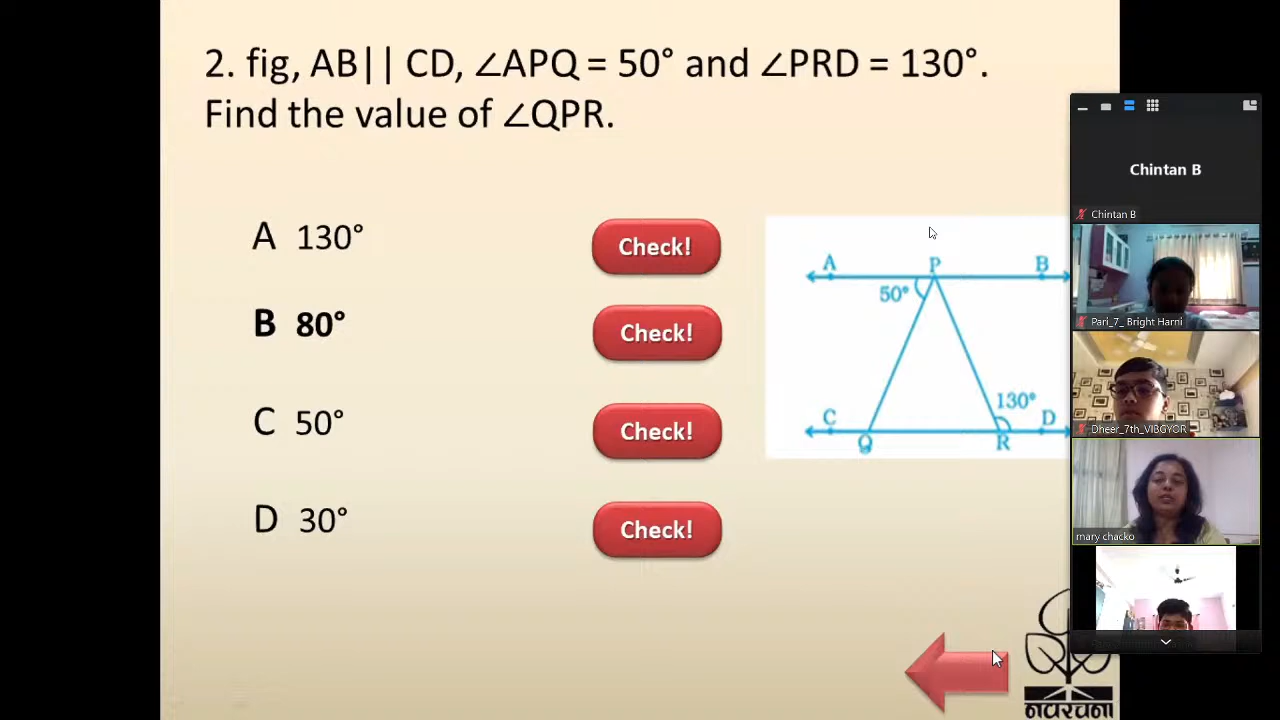 2. fig, AB|| CD, ∠APQ = 50° and ∠PRD = 130°.
Find the value of ∠QPR.
A 130°
Check!
B 80°
Check!
C 50°
Check!
D 30°
Check!
A P B
50°
130°
C Q R D
Chintan B
Chintan B
Pari_7_ Bright Harni
Dheer_7th_VIBGYOR
mary chacko
नवरचना